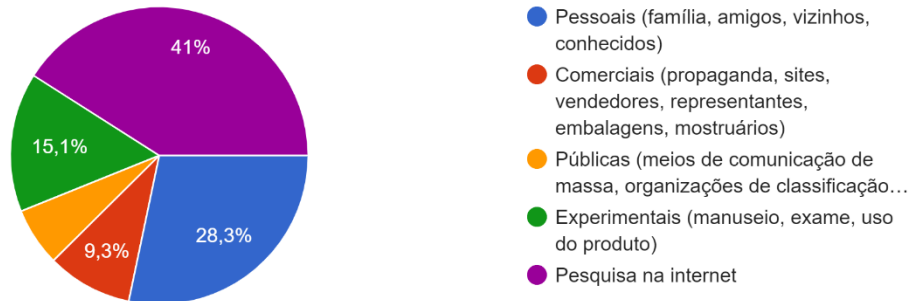 41%
15,1%
9,3%
28,3%
Pessoais (família, amigos, vizinhos,
conhecidos)
Comerciais (propaganda, sites,
vendedores, representantes,
embalagens, mostruários)
Públicas (meios de comunicação de
massa, organizações de classificação…
Experimentais (manuseio, exame, uso
do produto)
Pesquisa na internet